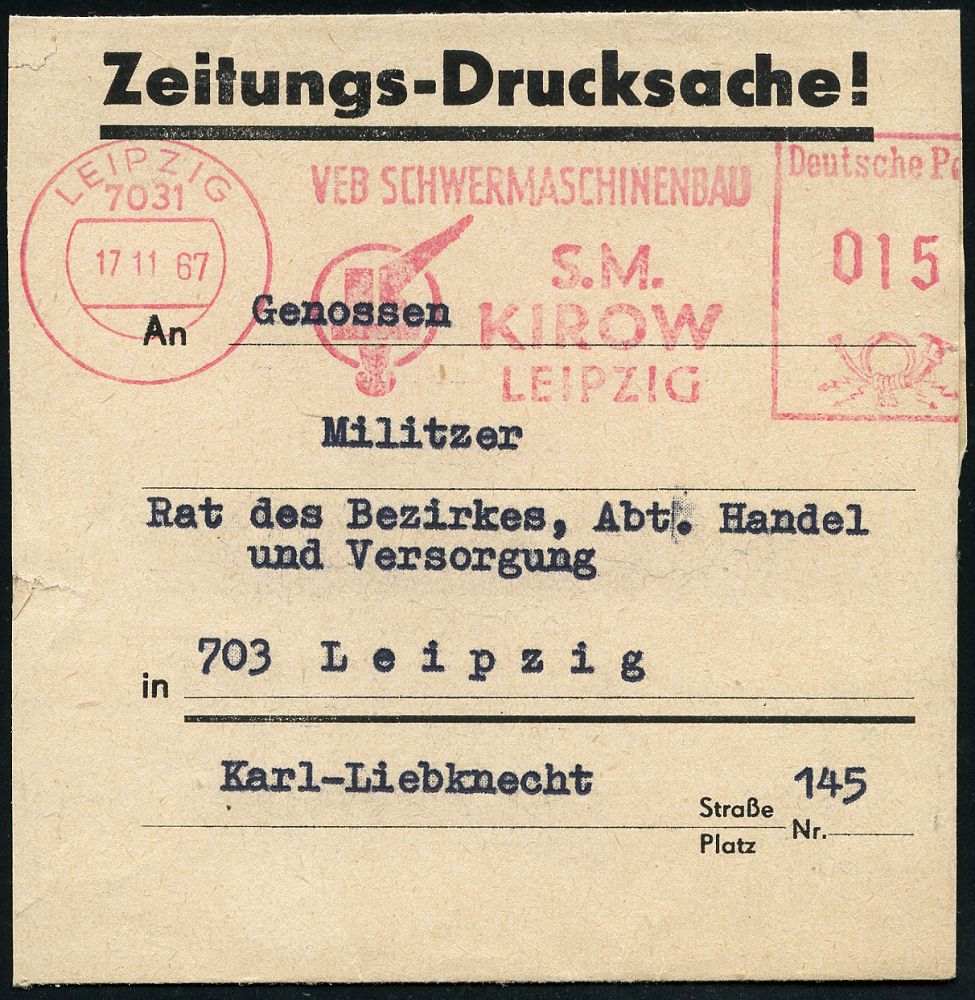 Zeitungs-Drucksache!
LEIPZIG
7031
17 11 67
VEB SCHWERMASCHINENBAU
S.M.
KIROW
LEIPZIG
Deutsche Po
015
An Genossen
Militzer
Rat des Bezirkes, Abt. Handel
und Versorgung
in 703 Leipzig
Karl-Liebknecht Straße Nr. 145
Platz